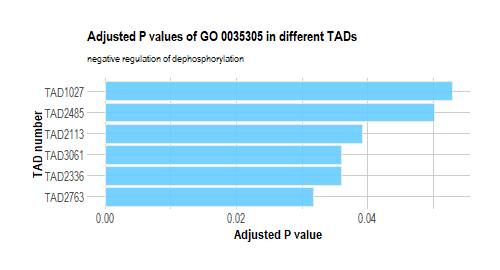 Adjusted P values of GO 0035305 in different TADs
negative regulation of dephosphorylation
TAD number
TAD1027
TAD2485
TAD2113
TAD3061
TAD2336
TAD2763
0.00 0.02 0.04
Adjusted P value